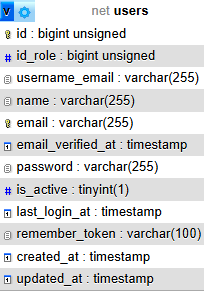 V net users
id : bigint unsigned
# id_role : bigint unsigned
username_email : varchar(255)
name : varchar(255)
email : varchar(255)
email_verified_at : timestamp
password : varchar(255)
# is_active : tinyint(1)
last_login_at : timestamp
remember_token : varchar(100)
created_at : timestamp
updated_at : timestamp